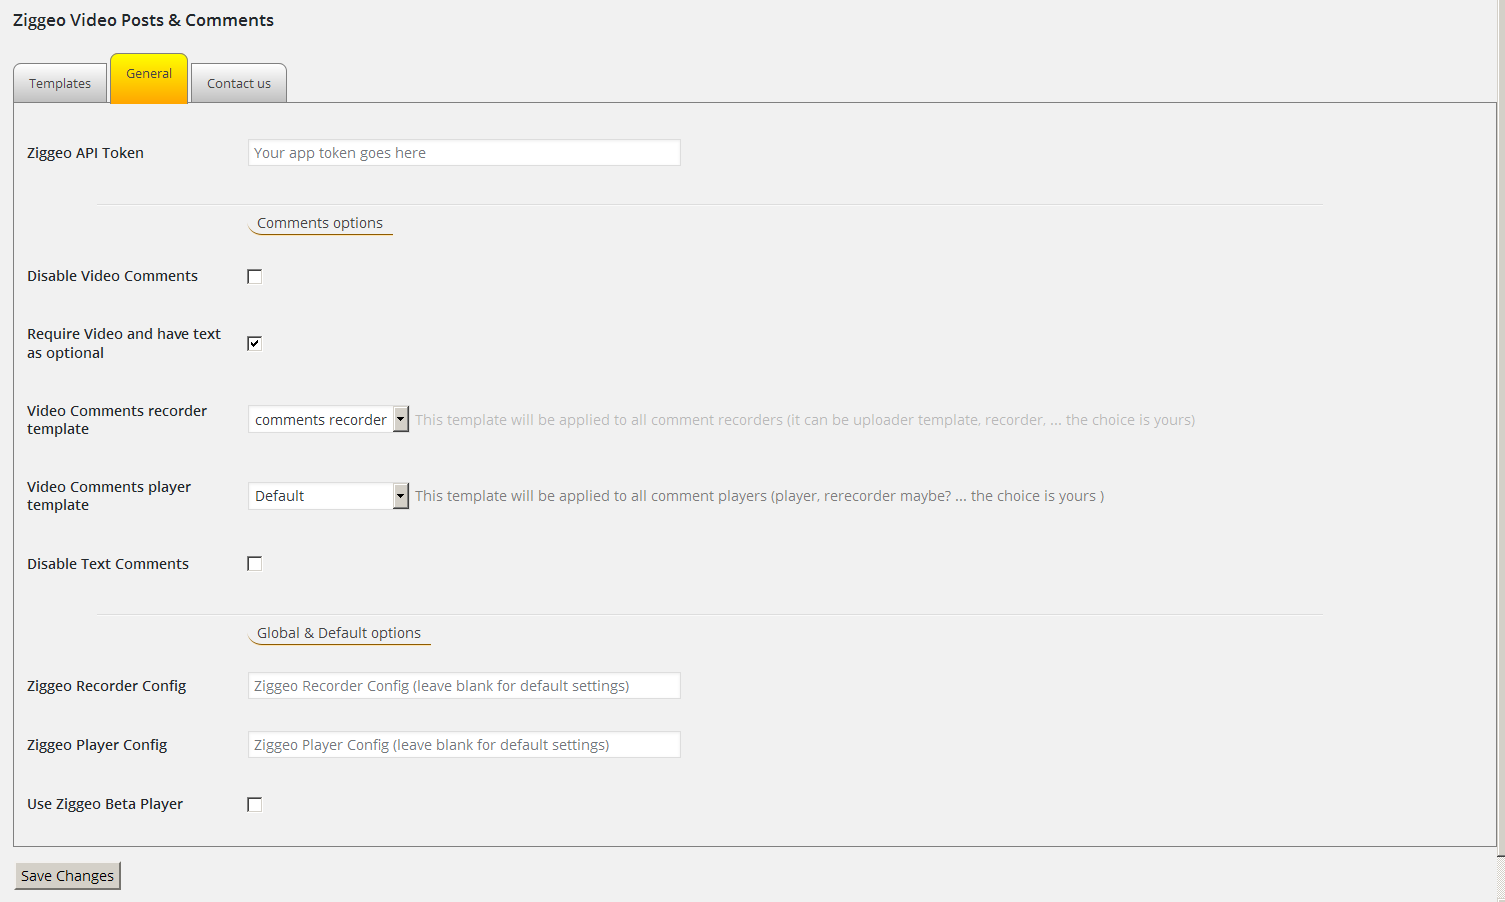 Ziggeo Video Posts & Comments
Templates
General
Contact us
Ziggeo API Token
Your app token goes here
Comments options
Disable Video Comments
Require Video and have text
as optional
Video Comments recorder
template
comments recorder
This template will be applied to all comment recorders (it can be uploader template, recorder, ... the choice is yours)
Video Comments player
template
Default
This template will be applied to all comment players (player, rerecorder maybe? ... the choice is yours )
Disable Text Comments
Global & Default options
Ziggeo Recorder Config
Ziggeo Recorder Config (leave blank for default settings)
Ziggeo Player Config
Ziggeo Player Config (leave blank for default settings)
Use Ziggeo Beta Player
Save Changes